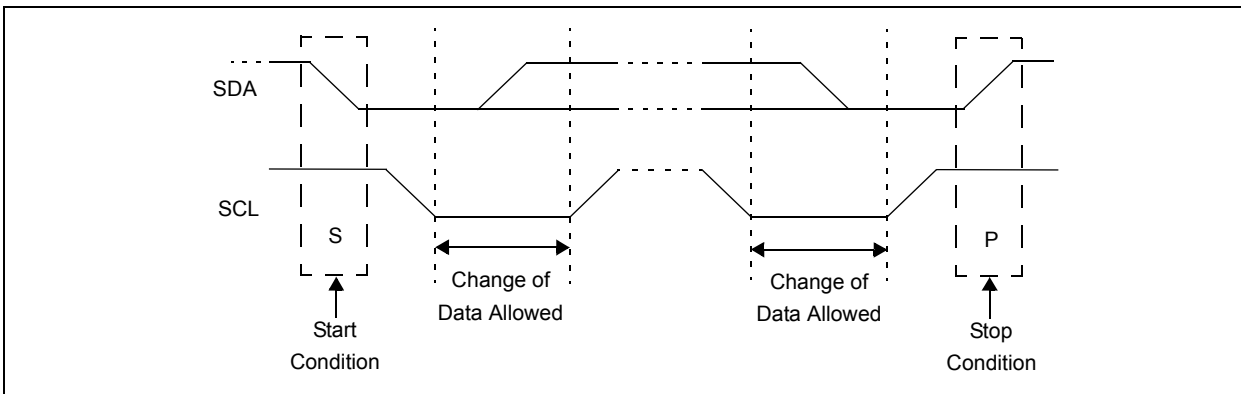 SDA
SCL
S
P
Change of
Data Allowed
Change of
Data Allowed
Start
Condition
Stop
Condition